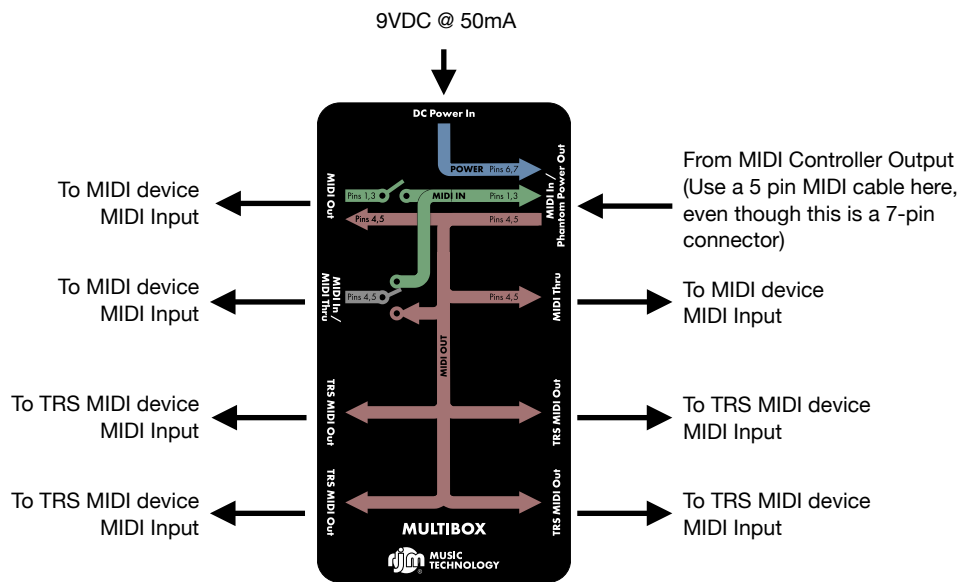 9VDC @ 50mA
DC Power In
POWER Pins 6,7
MIDI In /
Phantom Power Out
From MIDI Controller Output
(Use a 5 pin MIDI cable here,
even though this is a 7-pin
connector)
To MIDI device
MIDI Input
MIDI Out
Pins 1,3
MIDI IN
Pins 1,3
Pins 4,5
Pins 4,5
To MIDI device
MIDI Input
MIDI In /
MIDI Thru
Pins 4,5
Pins 4,5
MIDI Thru
To MIDI device
MIDI Input
MIDI OUT
To TRS MIDI device
MIDI Input
TRS MIDI Out
TRS MIDI Out
To TRS MIDI device
MIDI Input
To TRS MIDI device
MIDI Input
TRS MIDI Out
TRS MIDI Out
To TRS MIDI device
MIDI Input
MULTIBOX
rjm® MUSIC
TECHNOLOGY